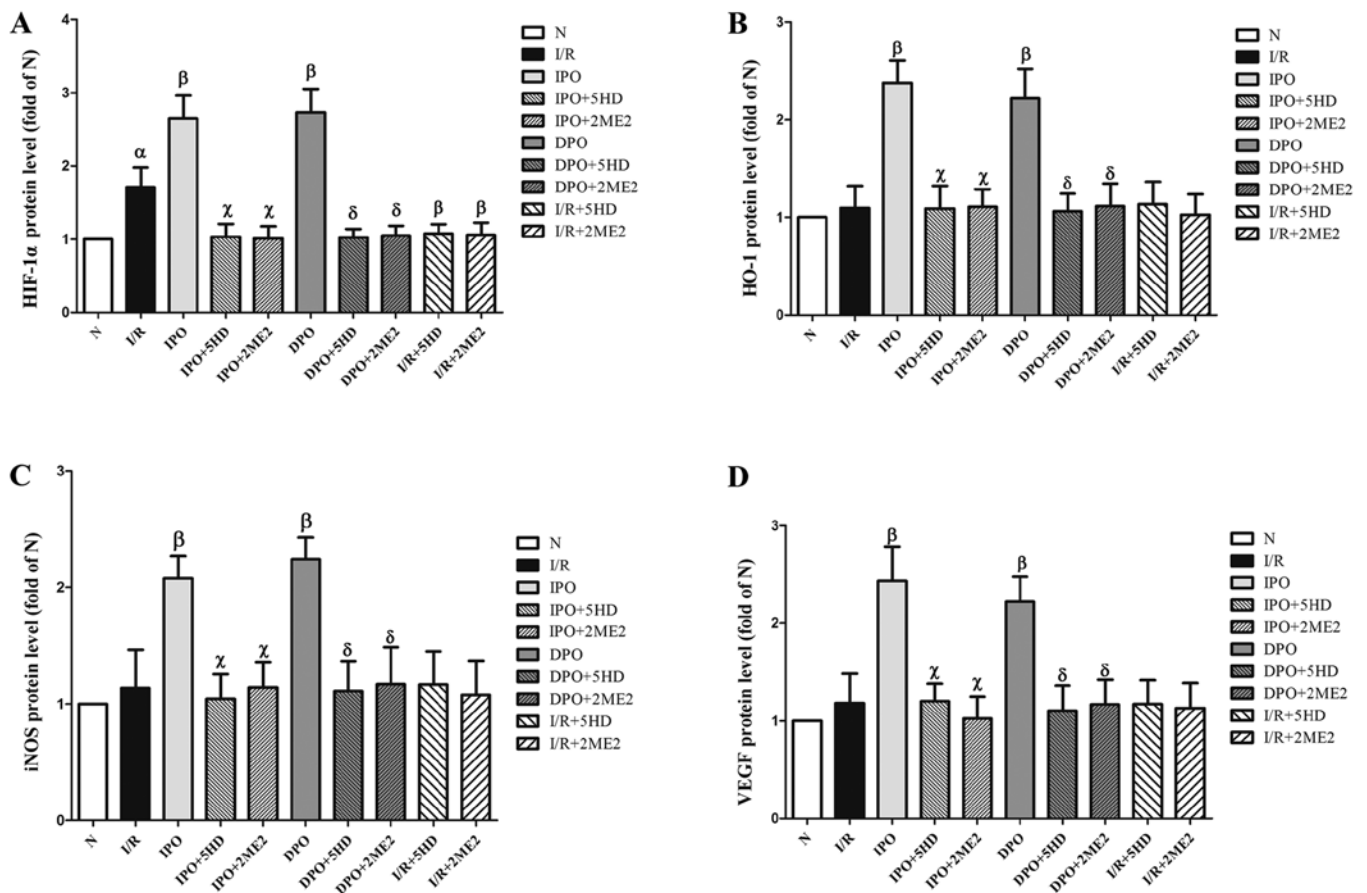 A
HIF-1α protein level (fold of N)
4
3
2
1
0
α
β
χ
χ
β
δ
δ
β
β
N
I/R
IPO
IPO+5HD
IPO+2ME2
DPO
DPO+5HD
DPO+2ME2
I/R+5HD
I/R+2ME2
N
I/R
IPO
IPO+5HD
IPO+2ME2
DPO
DPO+5HD
DPO+2ME2
I/R+5HD
I/R+2ME2
B
HO-1 protein level (fold of N)
3
2
1
0
β
χ
χ
β
δ
δ
N
I/R
IPO
IPO+5HD
IPO+2ME2
DPO
DPO+5HD
DPO+2ME2
I/R+5HD
I/R+2ME2
N
I/R
IPO
IPO+5HD
IPO+2ME2
DPO
DPO+5HD
DPO+2ME2
I/R+5HD
I/R+2ME2
C
iNOS protein level (fold of N)
3
2
1
0
β
χ
χ
β
δ
δ
N
I/R
IPO
IPO+5HD
IPO+2ME2
DPO
DPO+5HD
DPO+2ME2
I/R+5HD
I/R+2ME2
N
I/R
IPO
IPO+5HD
IPO+2ME2
DPO
DPO+5HD
DPO+2ME2
I/R+5HD
I/R+2ME2
D
VEGF protein level (fold of N)
3
2
1
0
β
χ
χ
β
δ
δ
N
I/R
IPO
IPO+5HD
IPO+2ME2
DPO
DPO+5HD
DPO+2ME2
I/R+5HD
I/R+2ME2
N
I/R
IPO
IPO+5HD
IPO+2ME2
DPO
DPO+5HD
DPO+2ME2
I/R+5HD
I/R+2ME2